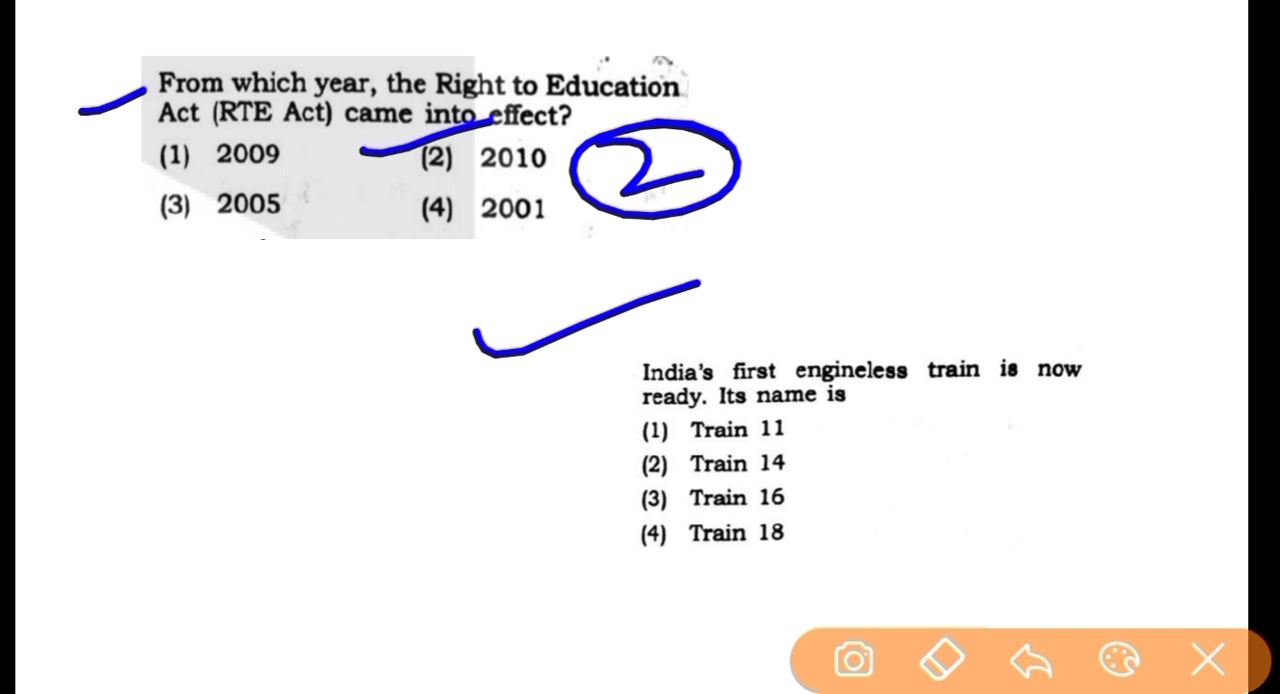 From which year, the Right to Education
Act (RTE Act) came into effect?
(1) 2009 (2) 2010
(3) 2005 (4) 2001
2
India's first engineless train is now
ready. Its name is
(1) Train 11
(2) Train 14
(3) Train 16
(4) Train 18